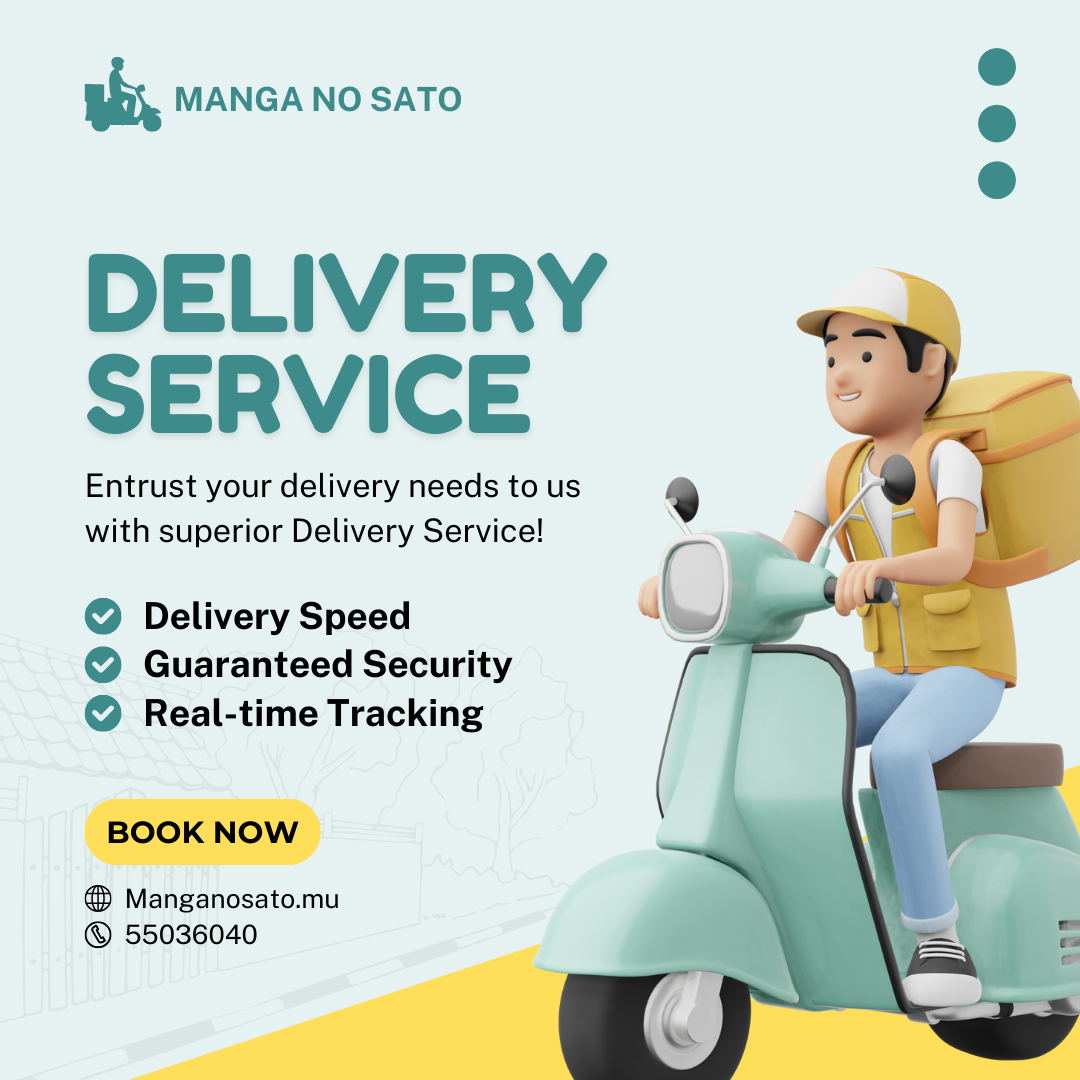 MANGA NO SATO
DELIVERY
SERVICE
Entrust your delivery needs to us
with superior Delivery Service!
Delivery Speed
Guaranteed Security
Real-time Tracking
BOOK NOW
Manganosato.mu
55036040